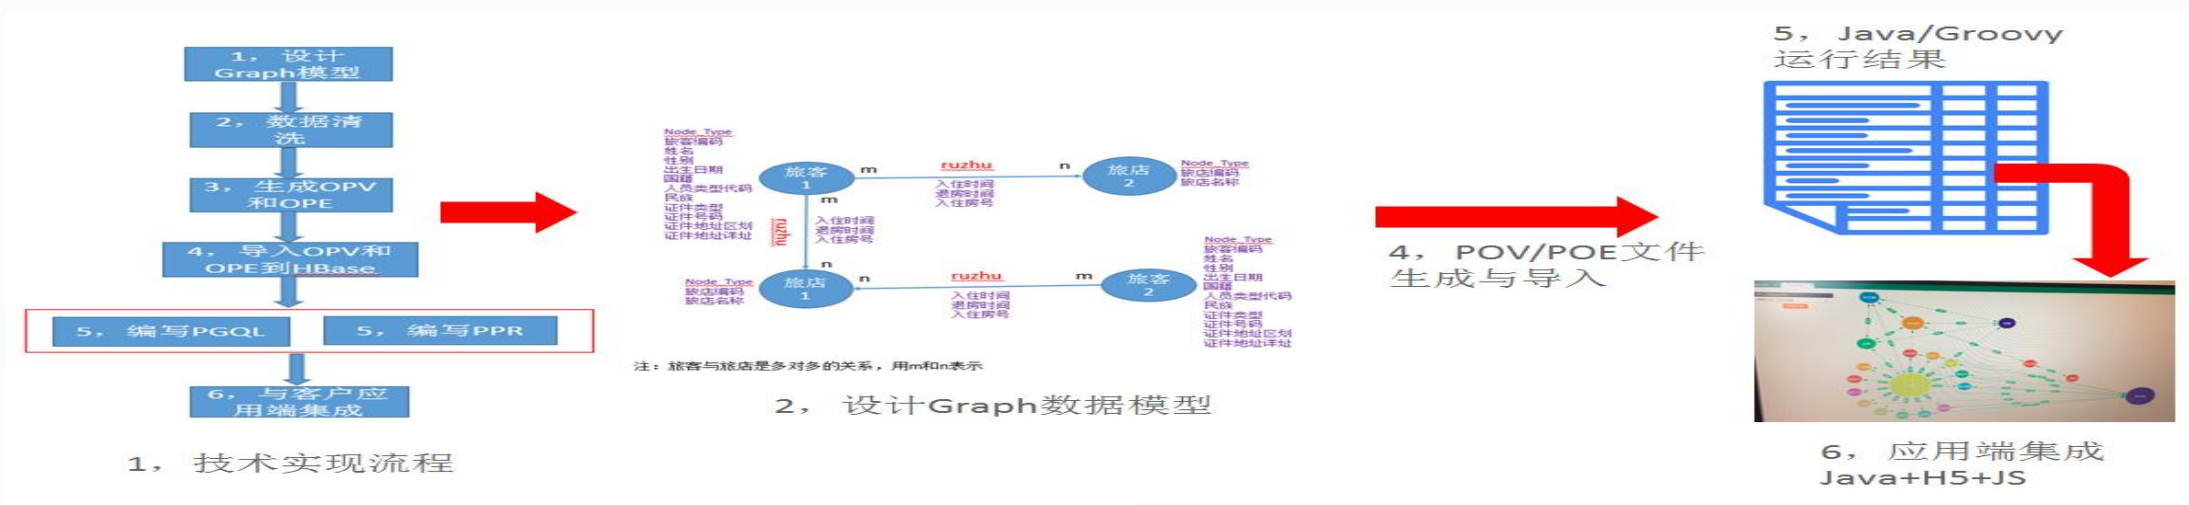 1，设计
Graph模型
2，数据清
洗
3，生成OPV
和OPE
4，导入OPV和
OPE到HBase
5，编写PGQL
5，编写PPR
6，与客户应
用端集成
1，技术实现流程
Node_Type
旅客编码
姓名
性别
出生日期
国籍
人员类型代码
民族
证件类型
证件号码
证件地址区划
证件地址详址
旅客
1
m
ruzhu
n
入住时间
退房时间
入住房号
旅店
2
Node_Type
旅店编码
旅店名称
m
ruzhu
入住时间
退房时间
入住房号
n
Node_Type
旅店编码
旅店名称
旅店
1
n
ruzhu
m
入住时间
退房时间
入住房号
旅客
2
Node_Type
旅客编码
姓名
性别
出生日期
国籍
人员类型代码
民族
证件类型
证件号码
证件地址区划
证件地址详址
注：旅客与旅店是多对多的关系，用m和n表示
2，设计Graph数据模型
4，POV/POE文件
生成与导入
5，Java/Groovy
运行结果
6，应用端集成
Java+H5+JS